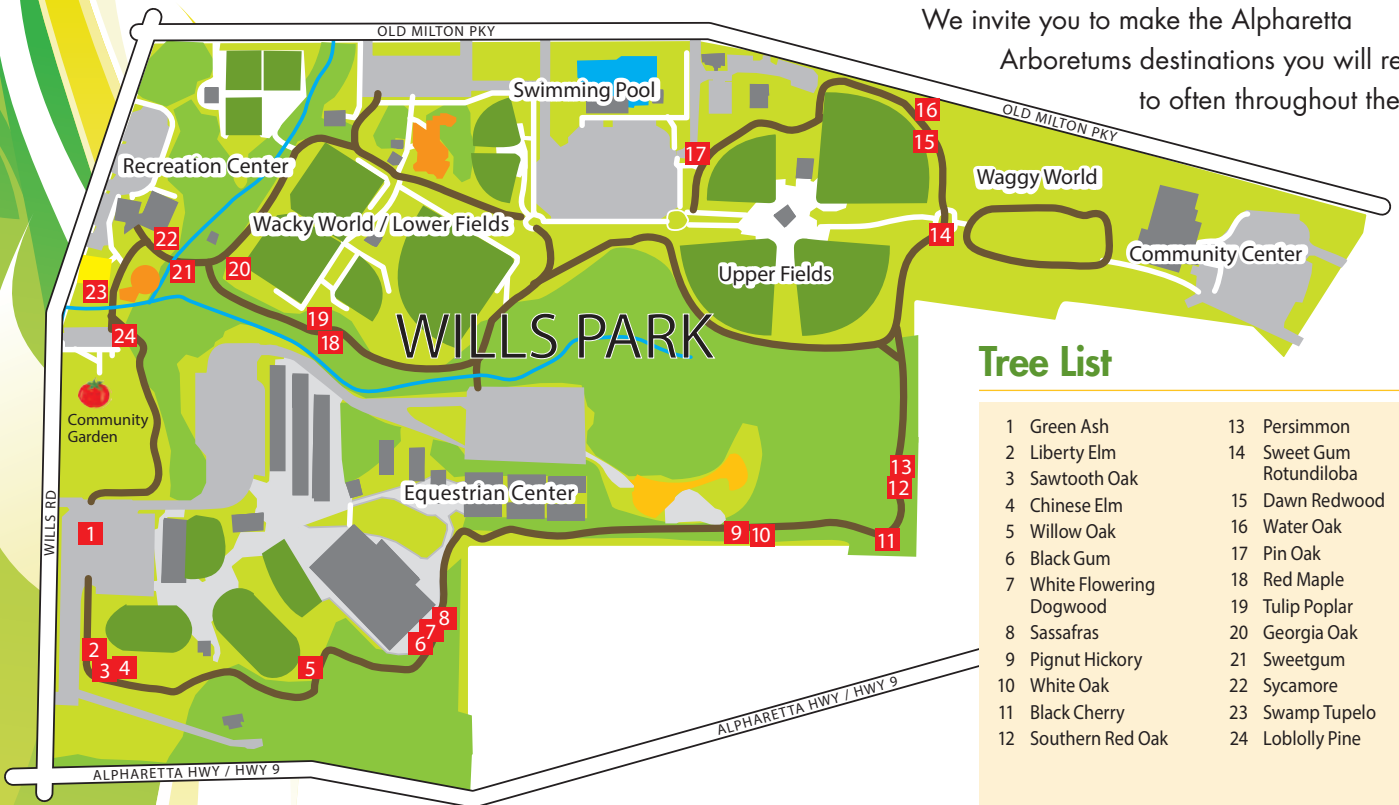 We invite you to make the Alpharetta
Arboretums destinations you will re
to often throughout the
OLD MILTON PKY
OLD MILTON PKY
Swimming Pool
16
15
17
Recreation Center
Waggy World
Wacky World / Lower Fields
22
14
Community Center
21
20
Upper Fields
23
19
24
18
WILLS PARK
Community
Garden
WILLS RD
Equestrian Center
13
12
1
9
10
11
8
7
6
2
3
4
5
ALPHARETTA HWY / HWY 9
ALPHARETTA HWY / HWY 9
Tree List
1 Green Ash
2 Liberty Elm
3 Sawtooth Oak
4 Chinese Elm
5 Willow Oak
6 Black Gum
7 White Flowering
Dogwood
8 Sassafras
9 Pignut Hickory
10 White Oak
11 Black Cherry
12 Southern Red Oak
13 Persimmon
14 Sweet Gum
Rotundiloba
15 Dawn Redwood
16 Water Oak
17 Pin Oak
18 Red Maple
19 Tulip Poplar
20 Georgia Oak
21 Sweetgum
22 Sycamore
23 Swamp Tupelo
24 Loblolly Pine